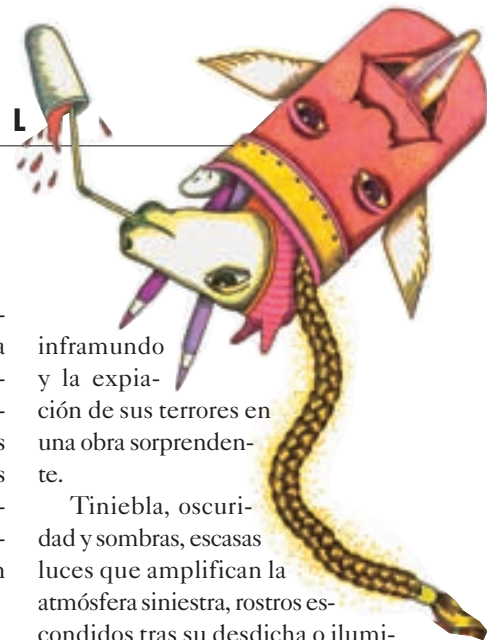 L
-
a
-
-
s
s
-
-
n
inframundo
y la expia-
ción de sus terrores en
una obra sorprenden-
te.
Tiniebla, oscuri-
dad y sombras, escasas
luces que amplifican la
atmósfera siniestra, rostros es-
condidos tras su desdicha o ilumi-